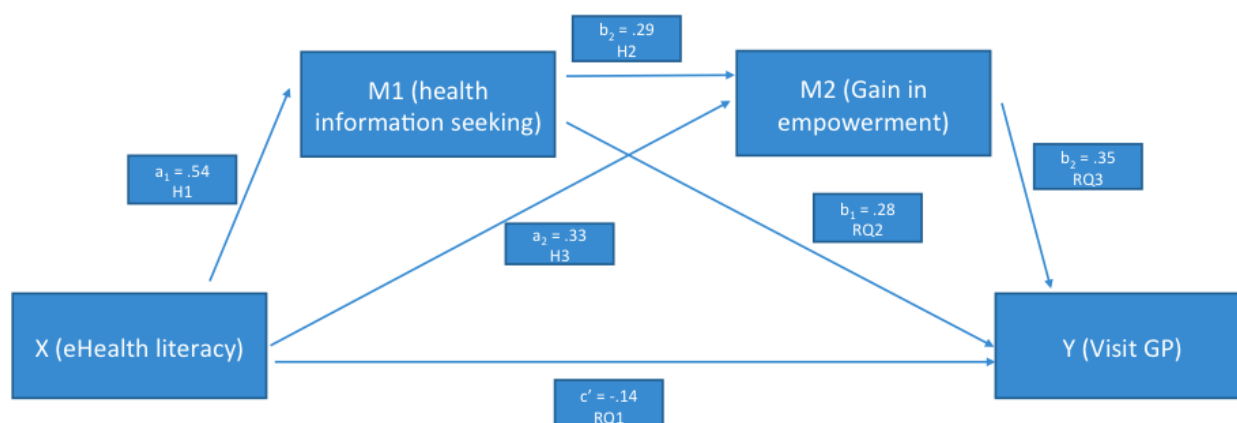 b₂ = .29
H2
M1 (health
information seeking)
M2 (Gain in
empowerment)
a₁ = .54
H1
b₂ = .35
RQ3
b₁ = .28
RQ2
a₂ = .33
H3
X (eHealth literacy)
Y (Visit GP)
c’ = -.14
RQ1